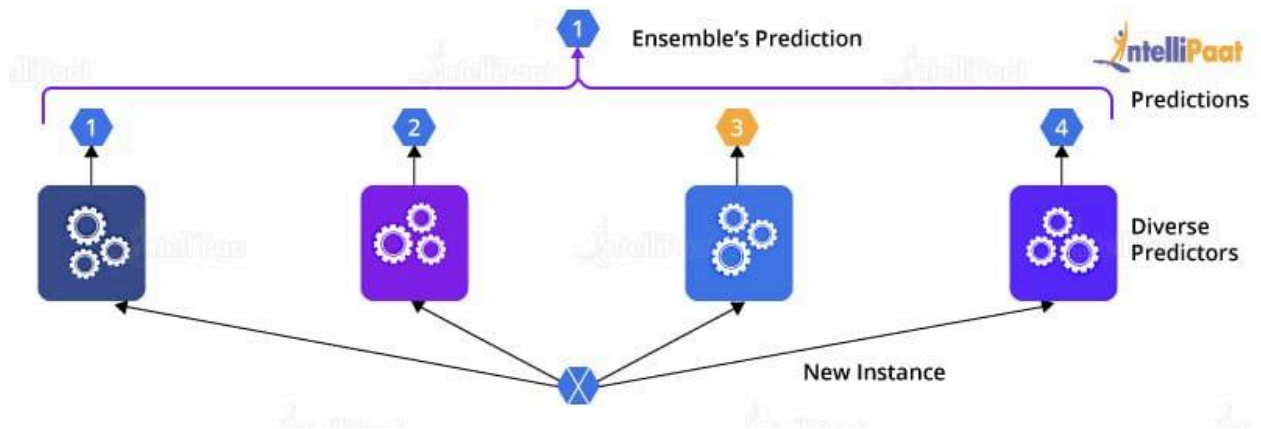 1
Ensemble's Prediction
IntelliPaat
Predictions
1
2
3
4
Diverse
Predictors
New Instance